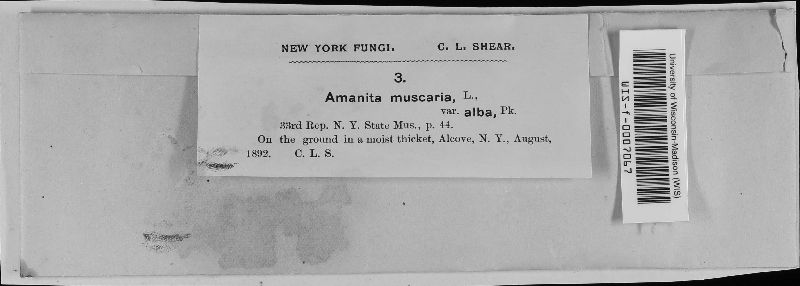 NEW YORK FUNGI. C. L. SHEAR.
3.
Amanita muscaria, L.,
var. alba, Pk.
33rd Rep. N. Y. State Mus., p. 44.
On the ground in a moist thicket, Alcove, N. Y., August,
1892. C. L. S.
University of Wisconsin-Madison (WIS)
WIS-f-0007097